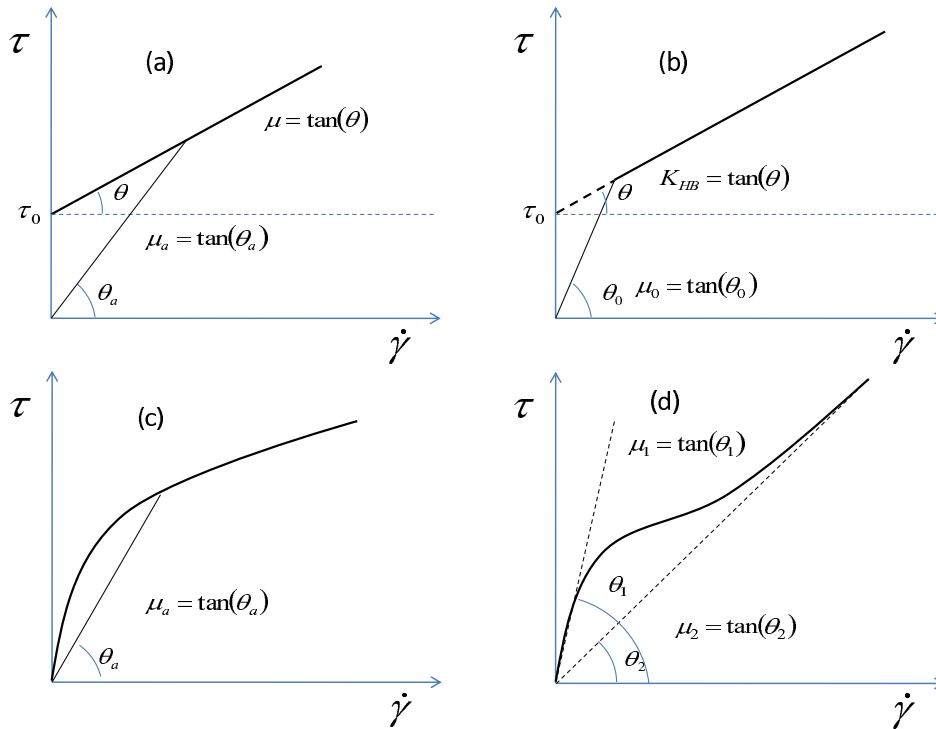 τ
(a)
μ = tan(θ)
θ
τ₀
μₐ = tan(θₐ)
θₐ
γ̇
τ
(b)
K_HB = tan(θ)
θ
τ₀
θ₀
μ₀ = tan(θ₀)
γ̇
τ
(c)
μₐ = tan(θₐ)
θₐ
γ̇
τ
(d)
μ₁ = tan(θ₁)
θ₁
μ₂ = tan(θ₂)
θ₂
γ̇